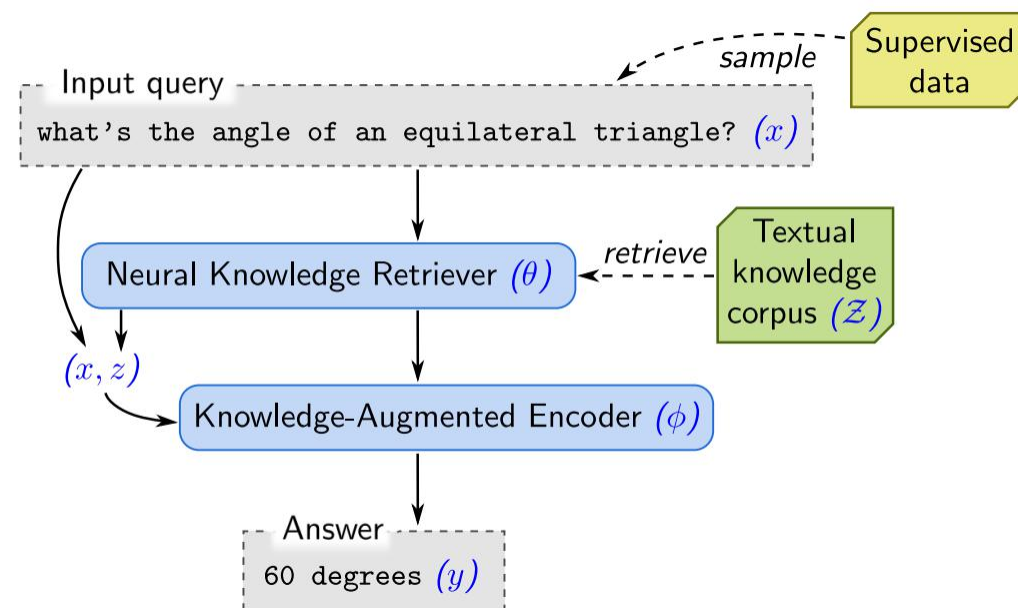 Supervised
data
sample
Input query
what's the angle of an equilateral triangle? (x)
Neural Knowledge Retriever (θ)
retrieve
Textual
knowledge
corpus (𝒵)
(x, z)
Knowledge-Augmented Encoder (ϕ)
Answer
60 degrees (y)